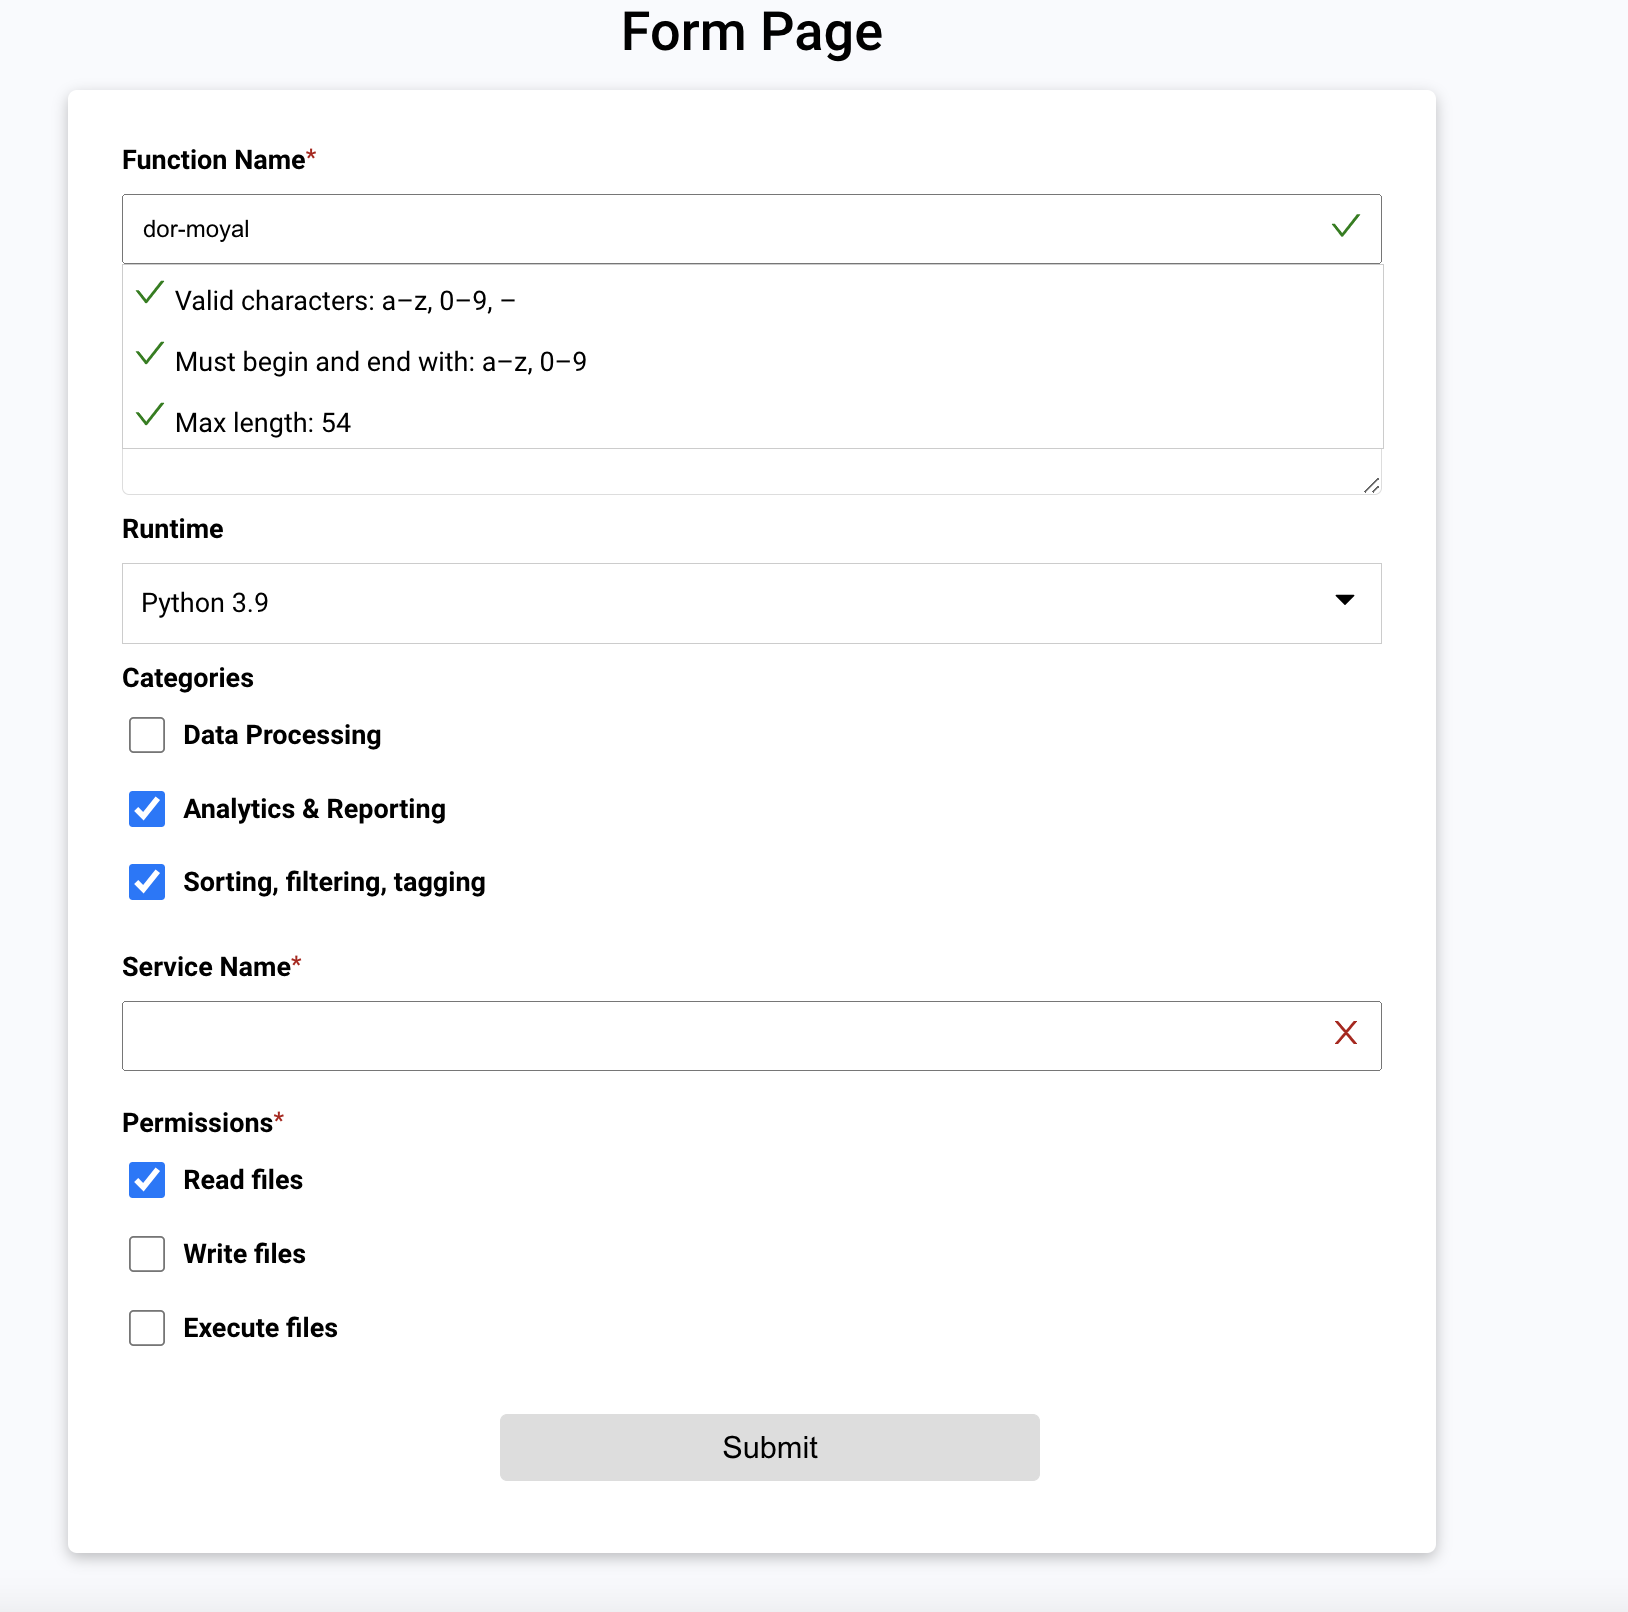 Form Page
Function Name*
dor-moyal
Valid characters: a–z, 0–9, –
Must begin and end with: a–z, 0–9
Max length: 54
Runtime
Python 3.9
Categories
Data Processing
Analytics & Reporting
Sorting, filtering, tagging
Service Name*
Permissions*
Read files
Write files
Execute files
Submit